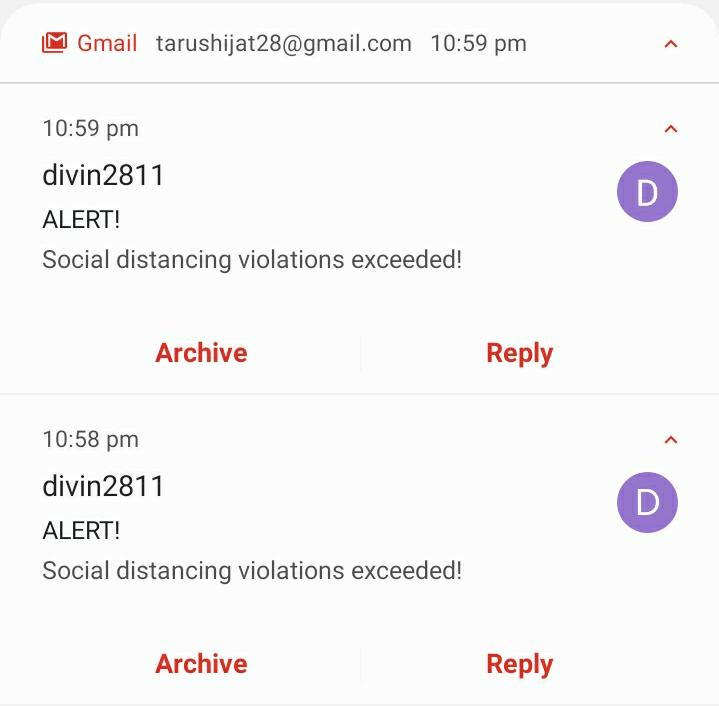 Gmail tarushijat28@gmail.com 10:59 pm
10:59 pm
divin2811
D
ALERT!
Social distancing violations exceeded!
Archive Reply
10:58 pm
divin2811
D
ALERT!
Social distancing violations exceeded!
Archive Reply